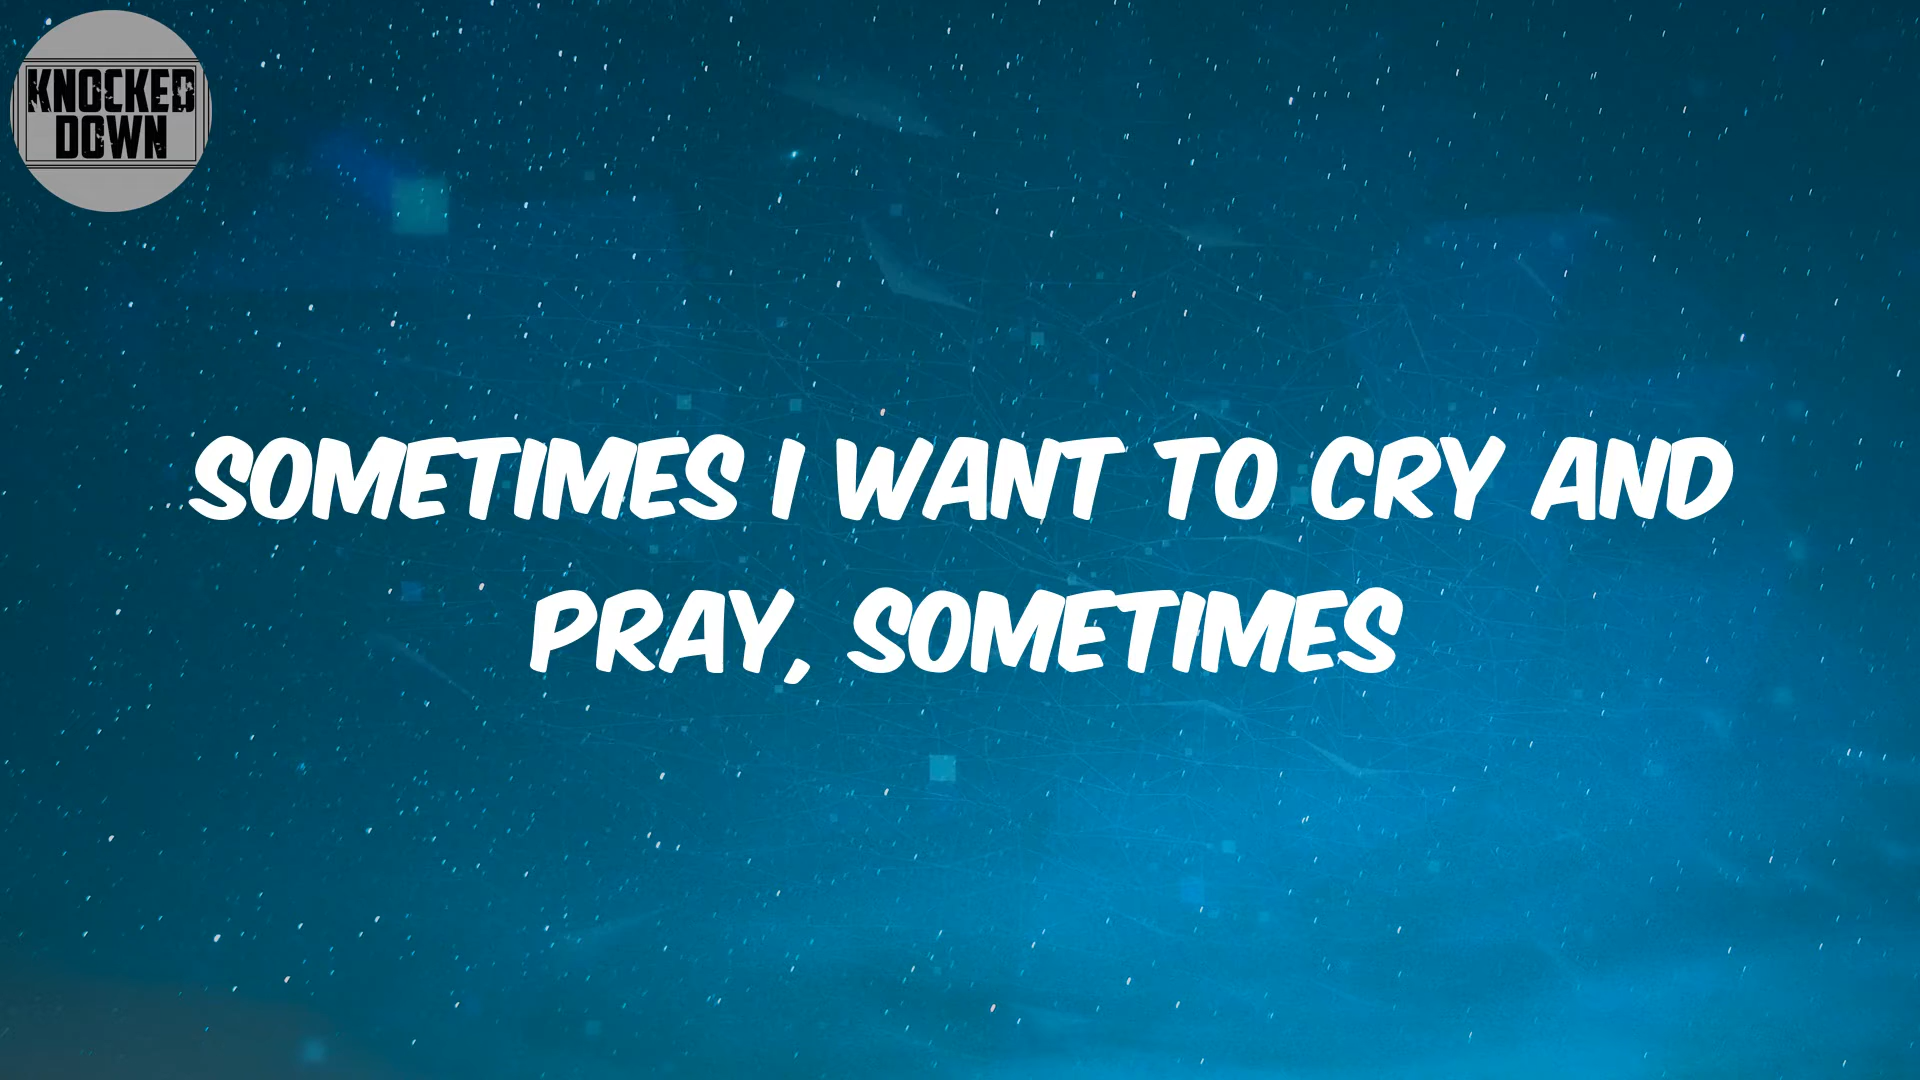 KNOCKED
DOWN
SOMETIMES I WANT TO CRY AND
PRAY, SOMETIMES